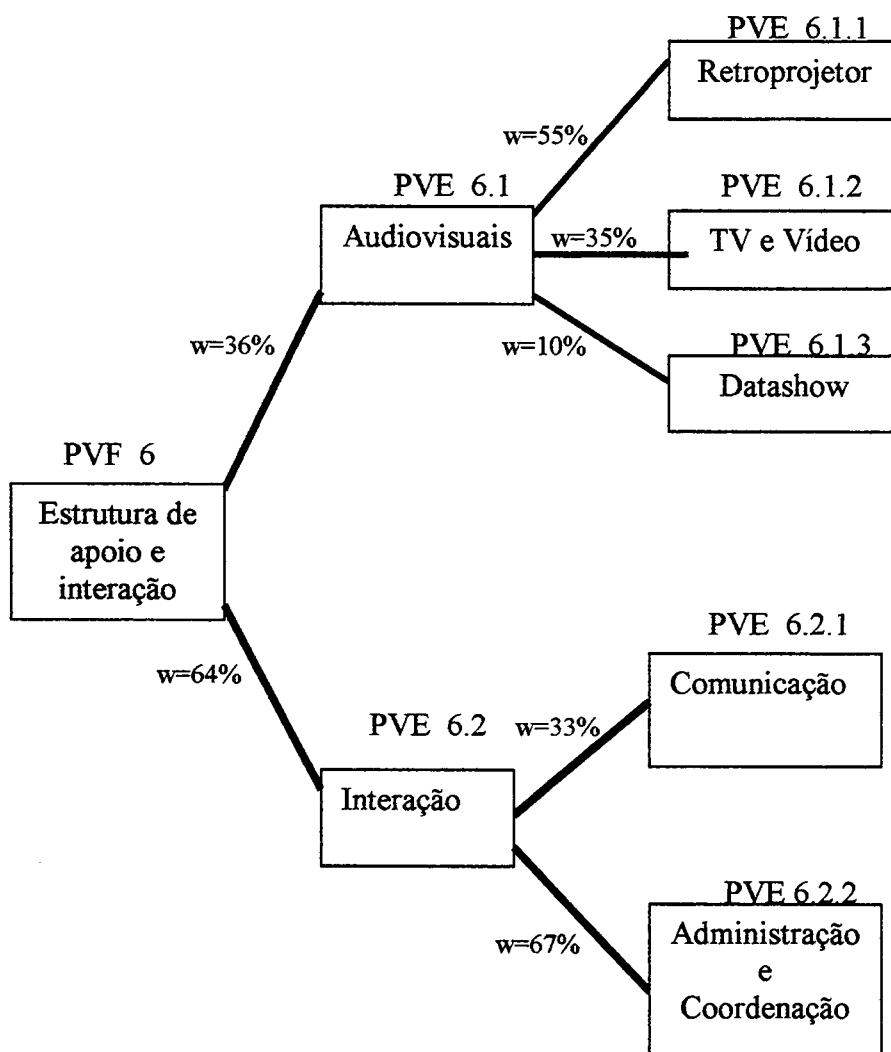 PVE 6.1.1
Retroprojetor
w=55%
PVE 6.1
Audiovisuais
PVE 6.1.2
w=35%
TV e Vídeo
w=10%
PVE 6.1.3
Datashow
w=36%
PVF 6
Estrutura de
apoio e
interação
w=64%
PVE 6.2.1
Comunicação
PVE 6.2
w=33%
Interação
PVE 6.2.2
w=67%
Administração
e
Coordenação